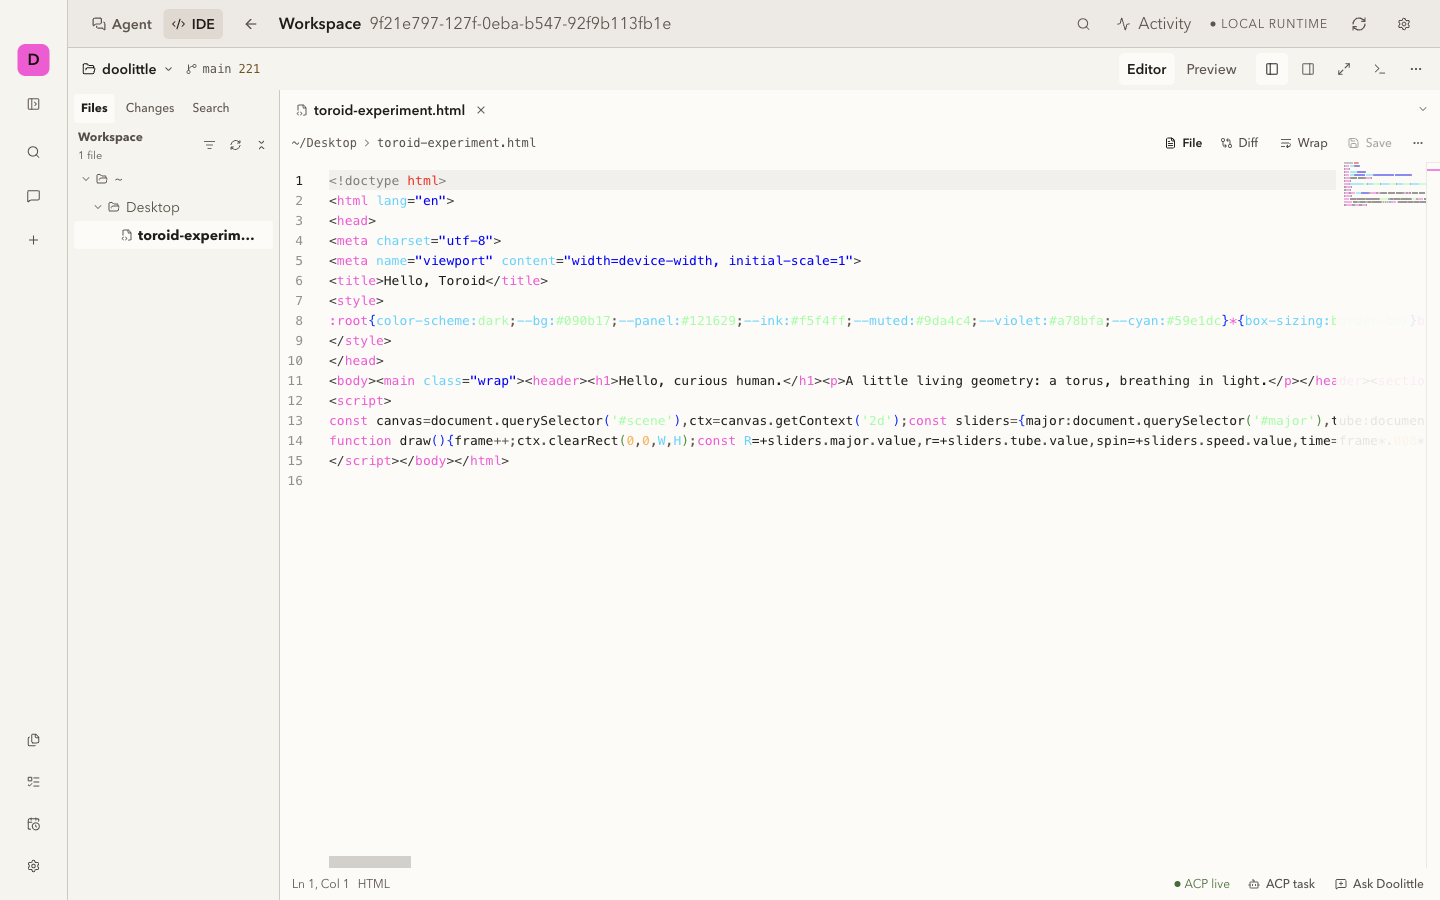 Agent
IDE
Workspace 9f21e797-127f-0eba-b547-92f9b113fb1e
Activity
LOCAL RUNTIME
D
doolittle
main 221
Editor
Preview
Files
Changes
Search
Workspace
1 file
~
Desktop
toroid-experim...
toroid-experiment.html
~/Desktop > toroid-experiment.html
File
Diff
Wrap
Save
1 <!doctype html>
2 <html lang="en">
3 <head>
4 <meta charset="utf-8">
5 <meta name="viewport" content="width=device-width, initial-scale=1">
6 <title>Hello, Toroid</title>
7 <style>
8 :root{color-scheme:dark;--bg:#090b17;--panel:#121629;--ink:#f5f4ff;--muted:#9da4c4;--violet:#a78bfa;--cyan:#59e1dc}*{box-sizing:
9 </style>
10 </head>
11 <body><main class="wrap"><header><h1>Hello, curious human.</h1><p>A little living geometry: a torus, breathing in light.</p></header><section
12 <script>
13 const canvas=document.querySelector('#scene'),ctx=canvas.getContext('2d');const sliders={major:document.querySelector('#major'),tube:documen
14 function draw(){frame++;ctx.clearRect(0,0,W,H);const R=+sliders.major.value,r=+sliders.tube.value,spin=+sliders.speed.value,time=frame*.
15 </script></body></html>
16
Ln 1, Col 1 HTML
ACP live
ACP task
Ask Doolittle